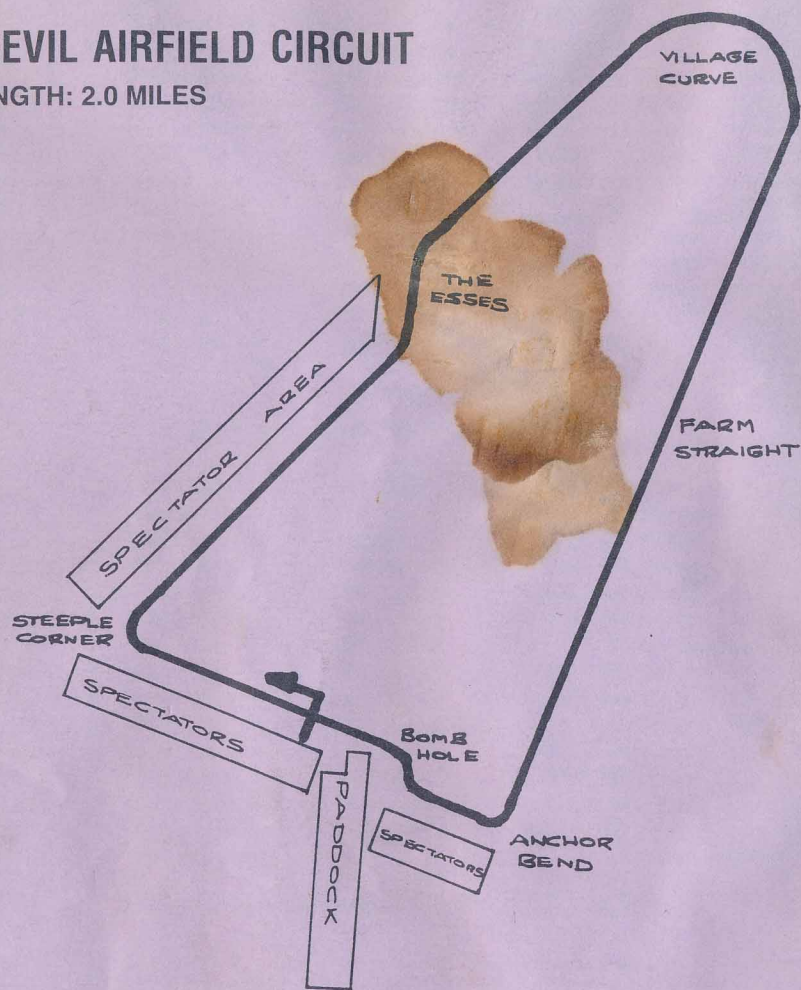 EVIL AIRFIELD CIRCUIT
NGTH: 2.0 MILES
VILLAGE
CURVE
THE
ESSES
SPECTATOR AREA
FARM
STRAIGHT
STEEPLE
CORNER
SPECTATORS
BOMB
HOLE
PADDOCK
SPECTATORS
ANCHOR
BEND